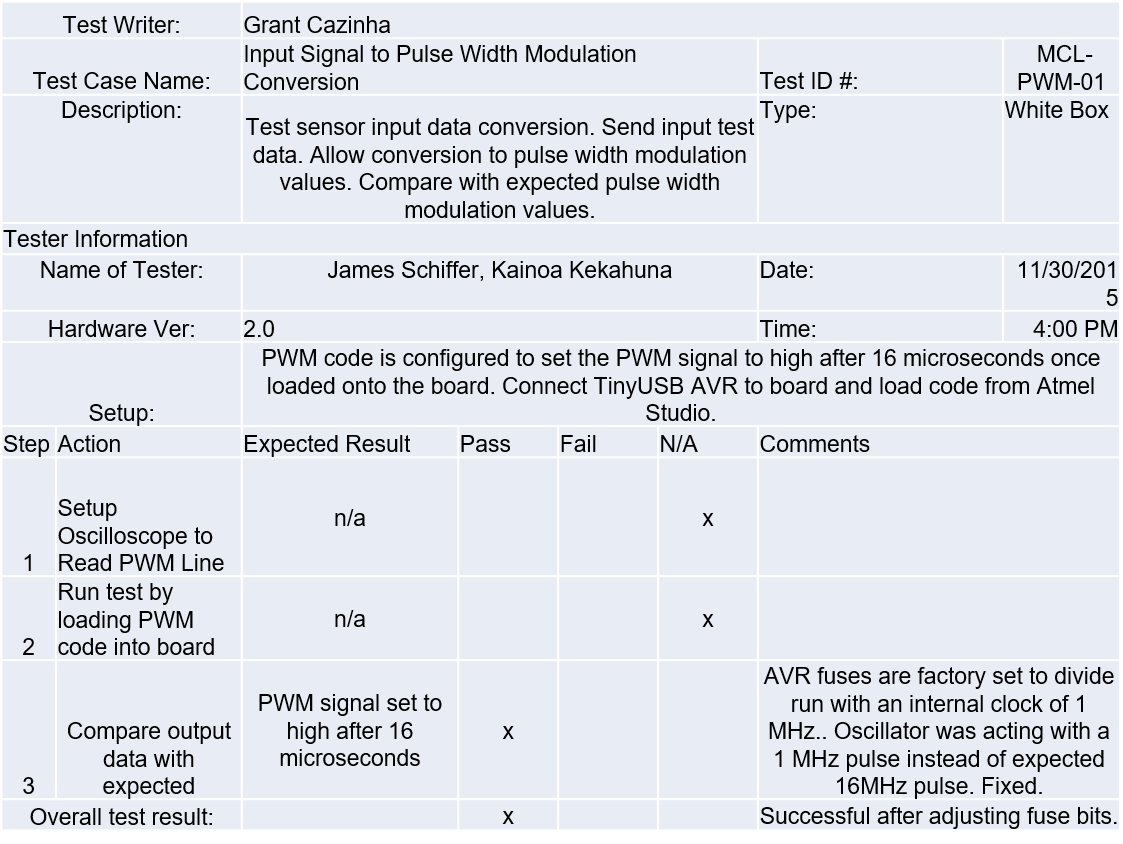 Test Writer: Grant Cazinha
Test Case Name: Input Signal to Pulse Width Modulation
Conversion Test ID #: MCL-
PWM-01
Description: Test sensor input data conversion. Send input test
data. Allow conversion to pulse width modulation
values. Compare with expected pulse width
modulation values. Type: White Box
Tester Information
Name of Tester: James Schiffer, Kainoa Kekahuna Date: 11/30/201
5
Hardware Ver: 2.0 Time: 4:00 PM
Setup: PWM code is configured to set the PWM signal to high after 16 microseconds once
loaded onto the board. Connect TinyUSB AVR to board and load code from Atmel
Studio.
Step Action Expected Result Pass Fail N/A Comments
1 Setup
Oscilloscope to
Read PWM Line n/a x
2 Run test by
loading PWM
code into board n/a x
3 Compare output
data with
expected PWM signal set to
high after 16
microseconds x AVR fuses are factory set to divide
run with an internal clock of 1
MHz.. Oscillator was acting with a
1 MHz pulse instead of expected
16MHz pulse. Fixed.
Overall test result: x Successful after adjusting fuse bits.